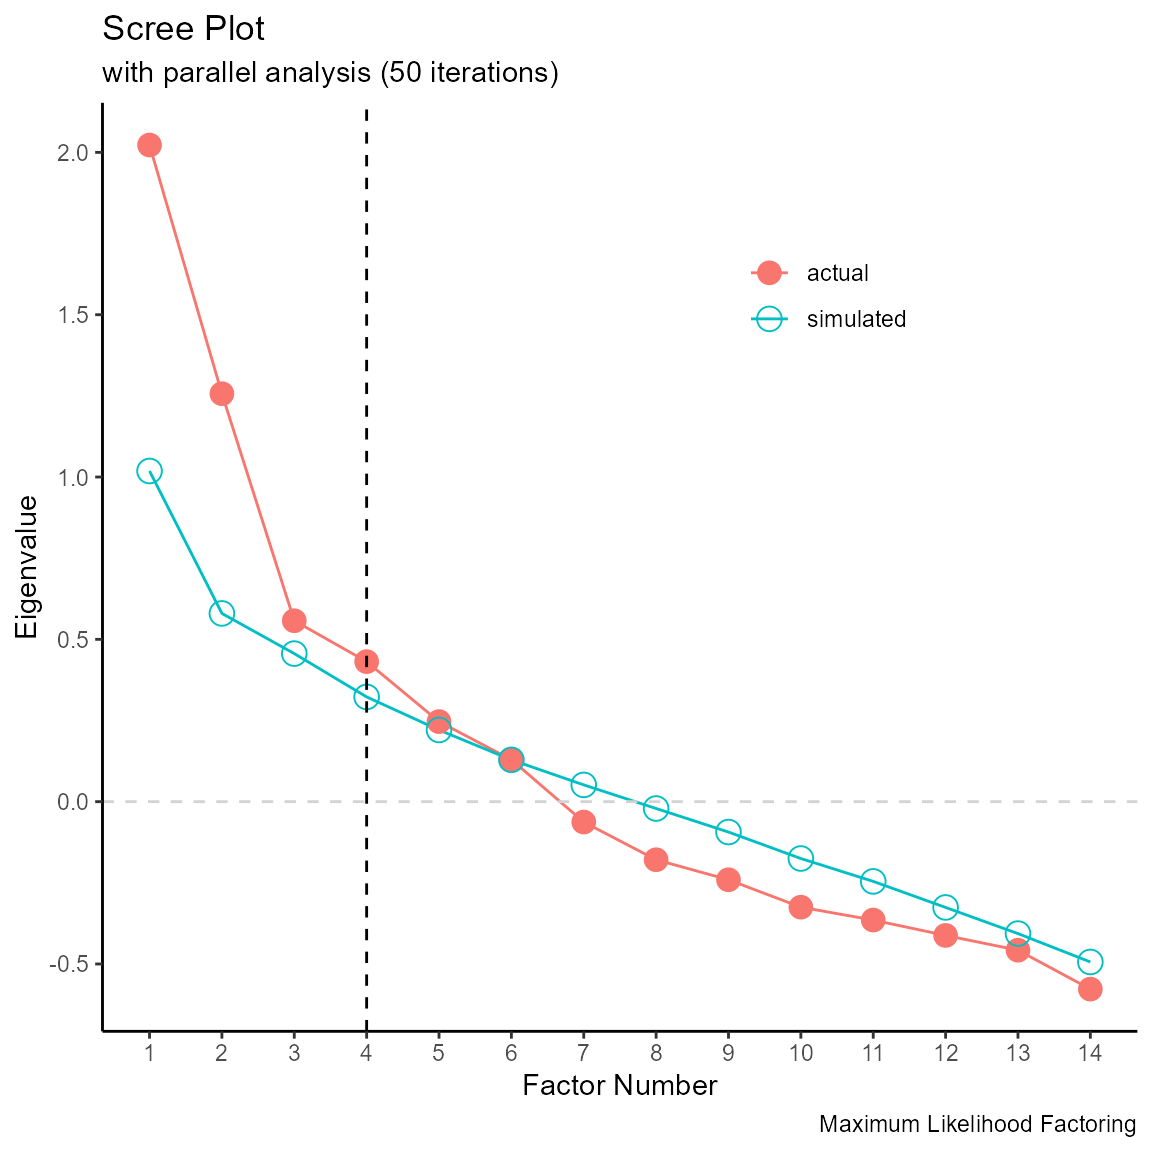 Scree Plot
with parallel analysis (50 iterations)
Eigenvalue
2.0
1.5
1.0
0.5
0.0
-0.5
actual
simulated
1 2 3 4 5 6 7 8 9 10 11 12 13 14
Factor Number
Maximum Likelihood Factoring